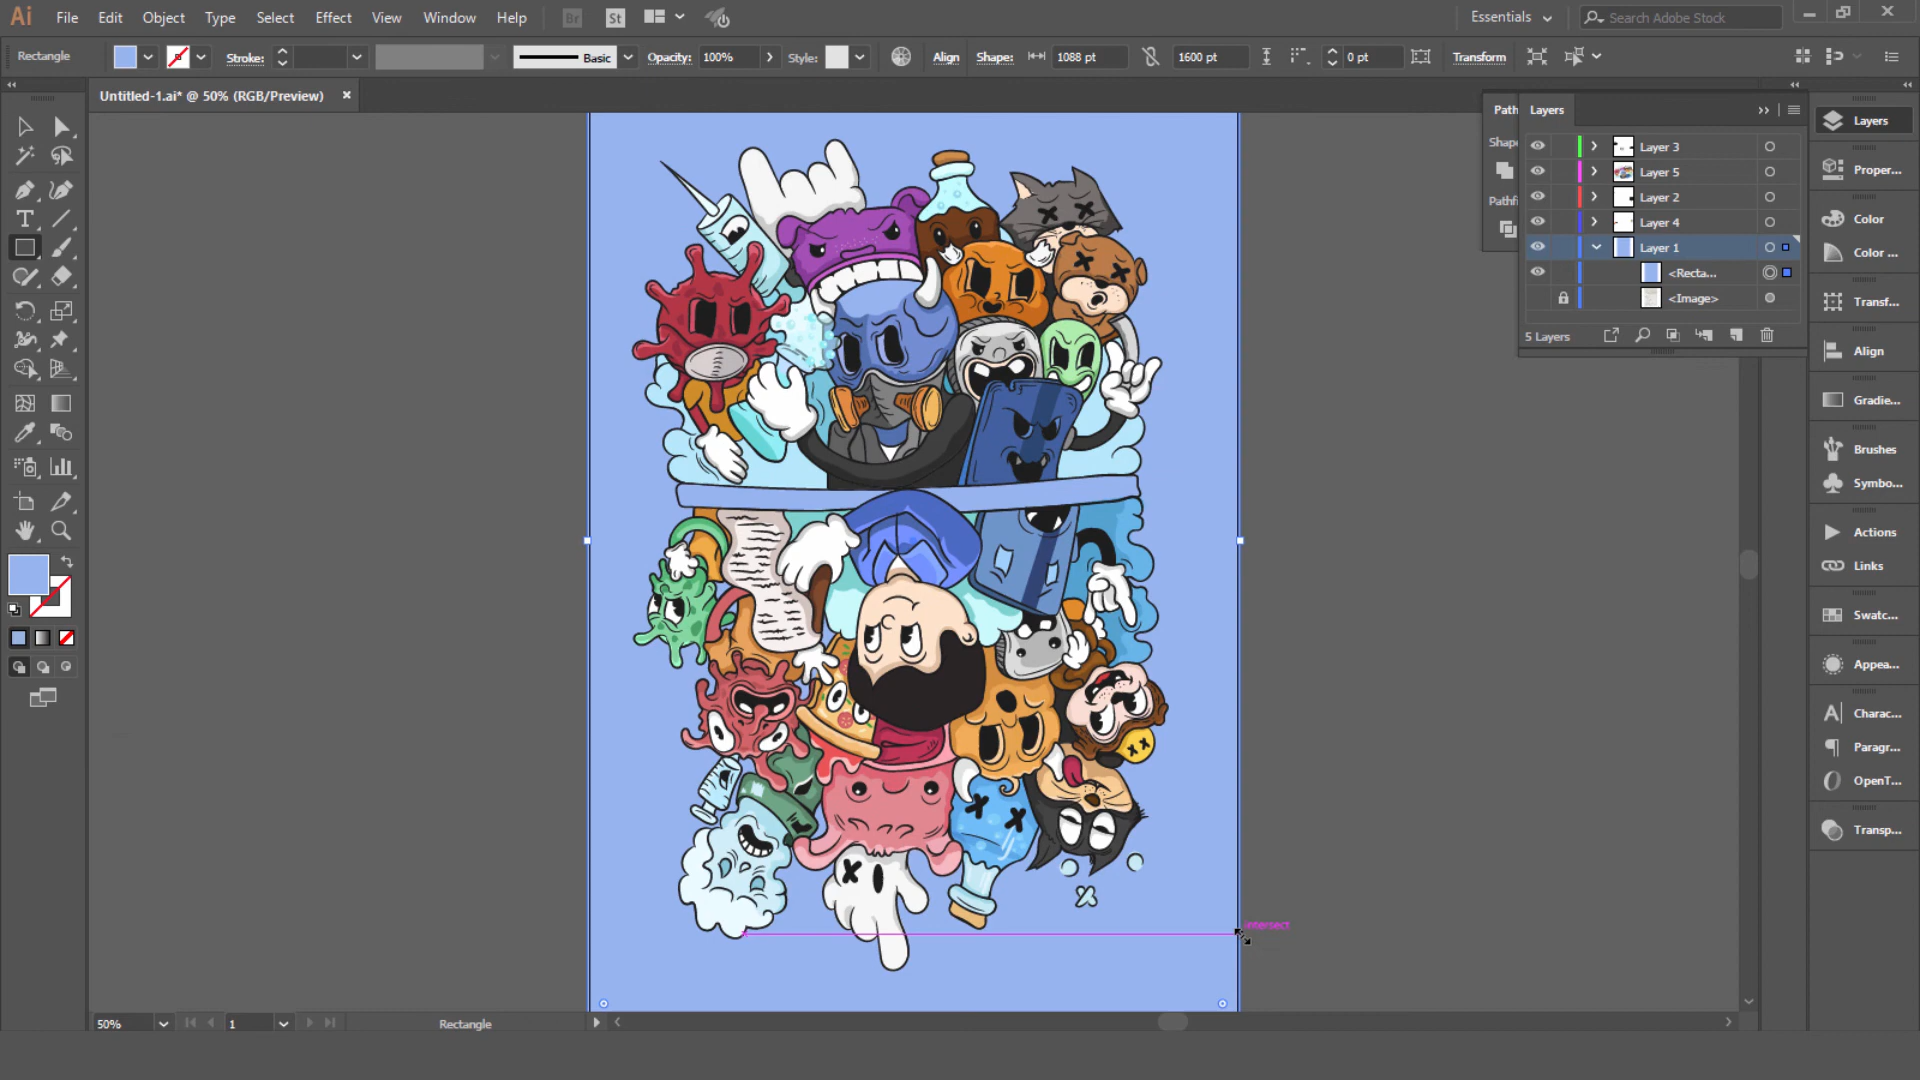 Ai File Edit Object Type Select Effect View Window Help Br St Essentials Search Adobe Stock
Rectangle Stroke: Basic Opacity: 100% Style: Align Shape: 1088 pt 1600 pt 0 pt Transform
Untitled-1.ai* @ 50% (RGB/Preview)
Path Layers
Layers
Shape
Layer 3
Layer 5
Pathfi
Layer 2
Layer 4
Layer 1
<Recta...
<Image>
5 Layers
Proper...
Color
Color ...
Transf...
Align
Gradie...
Brushes
Symbo...
Actions
Links
Swatc...
Appea...
Charac...
Paragr...
OpenT...
Transp...
intersect
50% 1 Rectangle